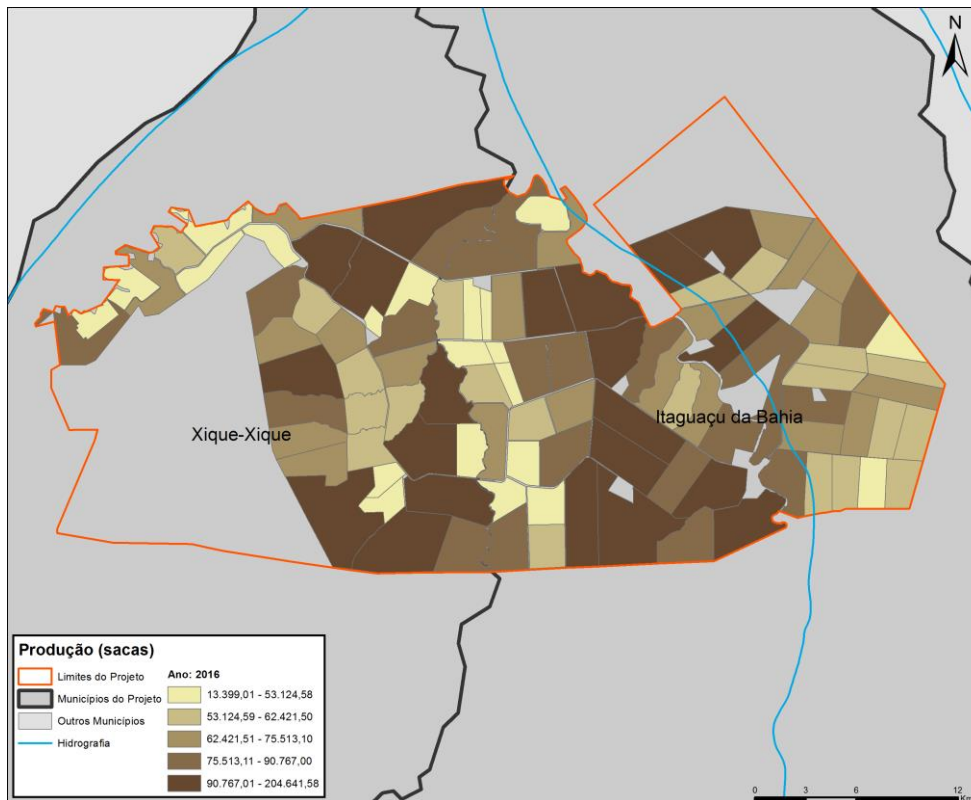 N
Xique-Xique
Itaguaçu da Bahia
Produção (sacas)
Limites do Projeto
Municípios do Projeto
Outros Municípios
Hidrografia
Ano: 2016
13.399,01 - 53.124,58
53.124,59 - 62.421,50
62.421,51 - 75.513,10
75.513,11 - 90.767,00
90.767,01 - 204.641,58
0 3 6 12
Km